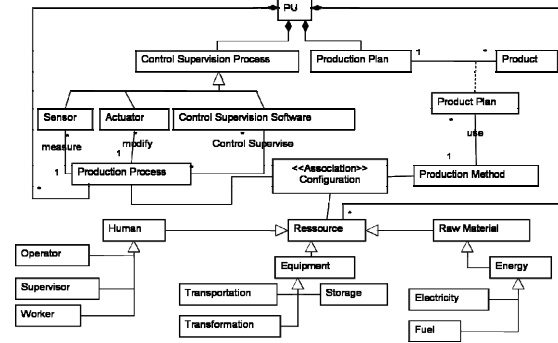 PU
Control Supervision Process
Production Plan
1
*
Product
Sensor
Actuator
Control Supervision Software
Product Plan
*
measure
*
*
modify
*
Control Supervise
use
1
1
*
1
Production Process
<<Association>>
Configuration
Production Method
*
*
Human
Ressource
Raw Material
Operator
Equipment
Energy
Supervisor
Transportation
Storage
Electricity
Worker
Transformation
Fuel